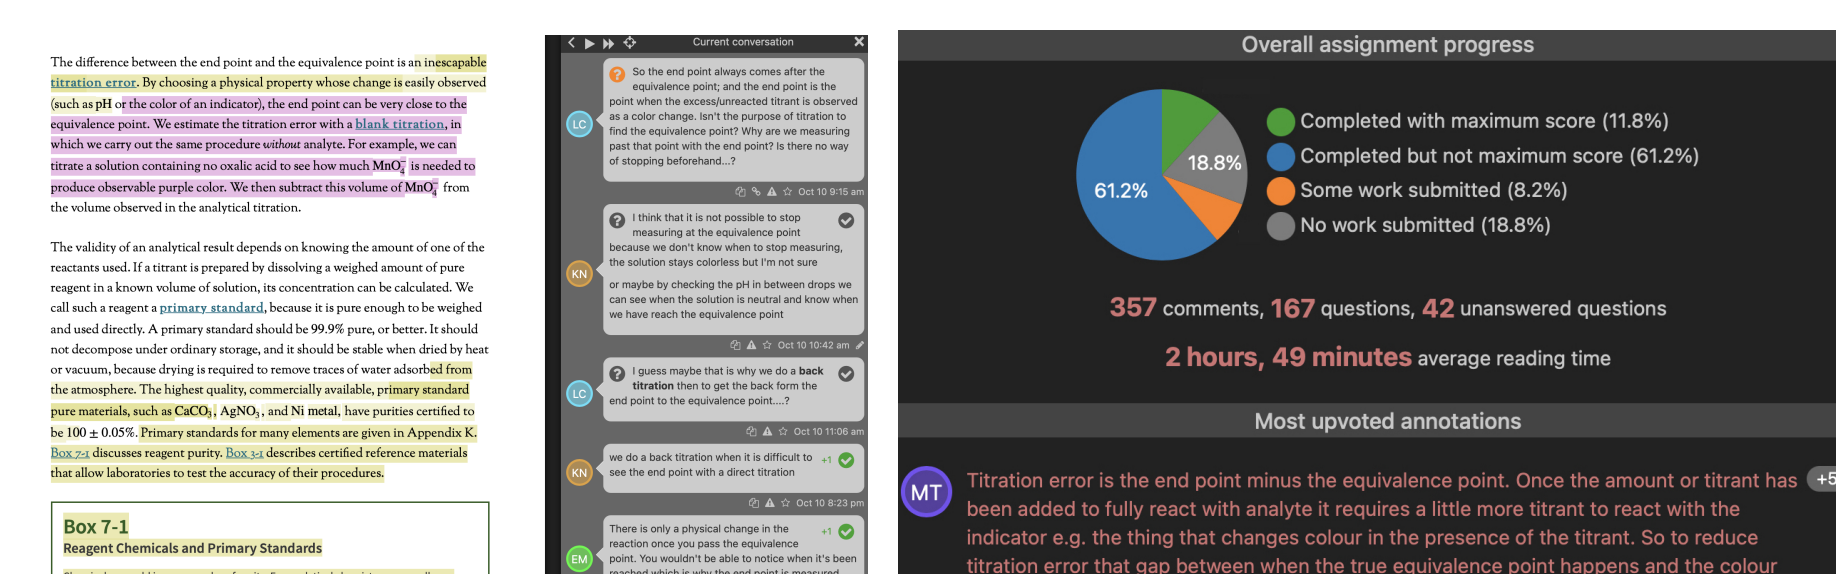 The difference between the end point and the equivalence point is an inescapable
titration error. By choosing a physical property whose change is easily observed
(such as pH or the color of an indicator), the end point can be very close to the
equivalence point. We estimate the titration error with a blank titration, in
which we carry out the same procedure without analyte. For example, we can
titrate a solution containing no oxalic acid to see how much MnO₄⁻ is needed to
produce observable purple color. We then subtract this volume of MnO₄⁻ from
the volume observed in the analytical titration.
The validity of an analytical result depends on knowing the amount of one of the
reactants used. If a titrant is prepared by dissolving a weighed amount of pure
reagent in a known volume of solution, its concentration can be calculated. We
call such a reagent a primary standard, because it is pure enough to be weighed
and used directly. A primary standard should be 99.9% pure, or better. It should
not decompose under ordinary storage, and it should be stable when dried by heat
or vacuum, because drying is required to remove traces of water adsorbed from
the atmosphere. The highest quality, commercially available, primary standard
pure materials, such as CaCO₃, AgNO₃, and Ni metal, have purities certified to
be 100 ± 0.05%. Primary standards for many elements are given in Appendix K.
Box 7-1 discusses reagent purity. Box 3-1 describes certified reference materials
that allow laboratories to test the accuracy of their procedures.
Box 7-1
Reagent Chemicals and Primary Standards
Current conversation
LC
So the end point always comes after the
equivalence point; and the end point is the
point when the excess/unreacted titrant is observed
as a color change. Isn't the purpose of titration to
find the equivalence point? Why are we measuring
past that point with the end point? Is there no way
of stopping beforehand...?
Oct 10 9:15 am
KN
I think that it is not possible to stop
measuring at the equivalence point
because we don't know when to stop measuring,
the solution stays colorless but I'm not sure
or maybe by checking the pH in between drops we
can see when the solution is neutral and know when
we have reach the equivalence point
Oct 10 10:42 am
LC
I guess maybe that is why we do a back
titration then to get the back form the
end point to the equivalence point....?
Oct 10 11:06 am
KN
we do a back titration when it is difficult to
see the end point with a direct titration
+1
Oct 10 8:23 pm
EM
There is only a physical change in the
reaction once you pass the equivalence
point. You wouldn't be able to notice when it's been
reached which is why the end point is measured
+1
Overall assignment progress
61.2%
18.8%
Completed with maximum score (11.8%)
Completed but not maximum score (61.2%)
Some work submitted (8.2%)
No work submitted (18.8%)
357 comments, 167 questions, 42 unanswered questions
2 hours, 49 minutes average reading time
Most upvoted annotations
MT
Titration error is the end point minus the equivalence point. Once the amount or titrant has
been added to fully react with analyte it requires a little more titrant to react with the
indicator e.g. the thing that changes colour in the presence of the titrant. So to reduce
titration error that gap between when the true equivalence point happens and the colour
+5